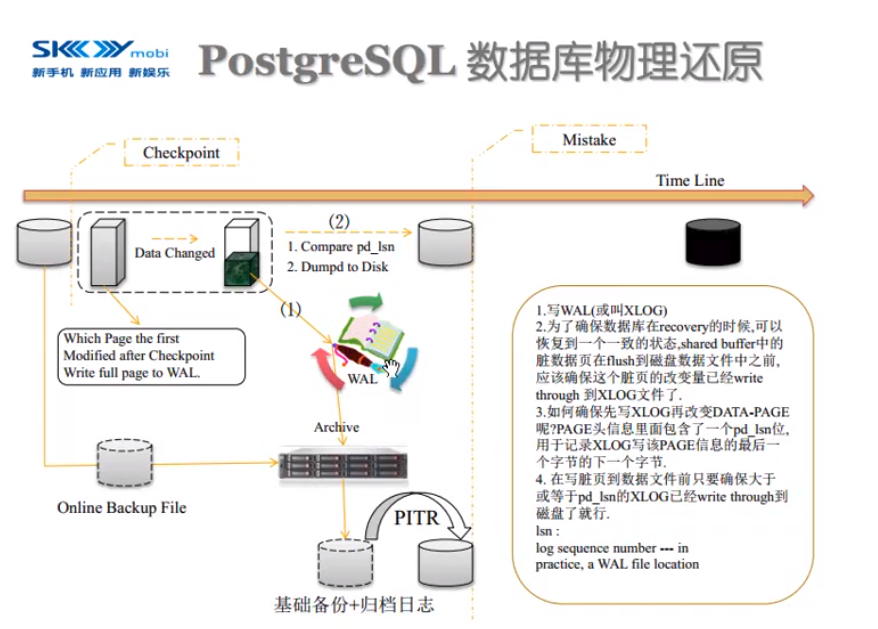 SKYmobi
新手机 新应用 新娱乐
PostgreSQL 数据库物理还原
Checkpoint
Mistake
Time Line
Data Changed
(2)
1. Compare pd_lsn
2. Dumpd to Disk
(1)
Which Page the first
Modified after Checkpoint
Write full page to WAL.
WAL
Archive
Online Backup File
PITR
基础备份+归档日志
1.写WAL(或叫XLOG)
2.为了确保数据库在recovery的时候,可以
恢复到一个一致的状态,shared buffer中的
脏数据页在flush到磁盘数据文件中之前,
应该确保这个脏页的改变量已经write
through 到XLOG文件了.
3.如何确保先写XLOG再改变DATA-PAGE
呢?PAGE头信息里面包含了一个pd_lsn位,
用于记录XLOG写该PAGE信息的最后一
个字节的下一个字节.
4. 在写脏页到数据文件前只要确保大于
或等于pd_lsn的XLOG已经write through到
磁盘了就行.
lsn :
log sequence number --- in
practice, a WAL file location